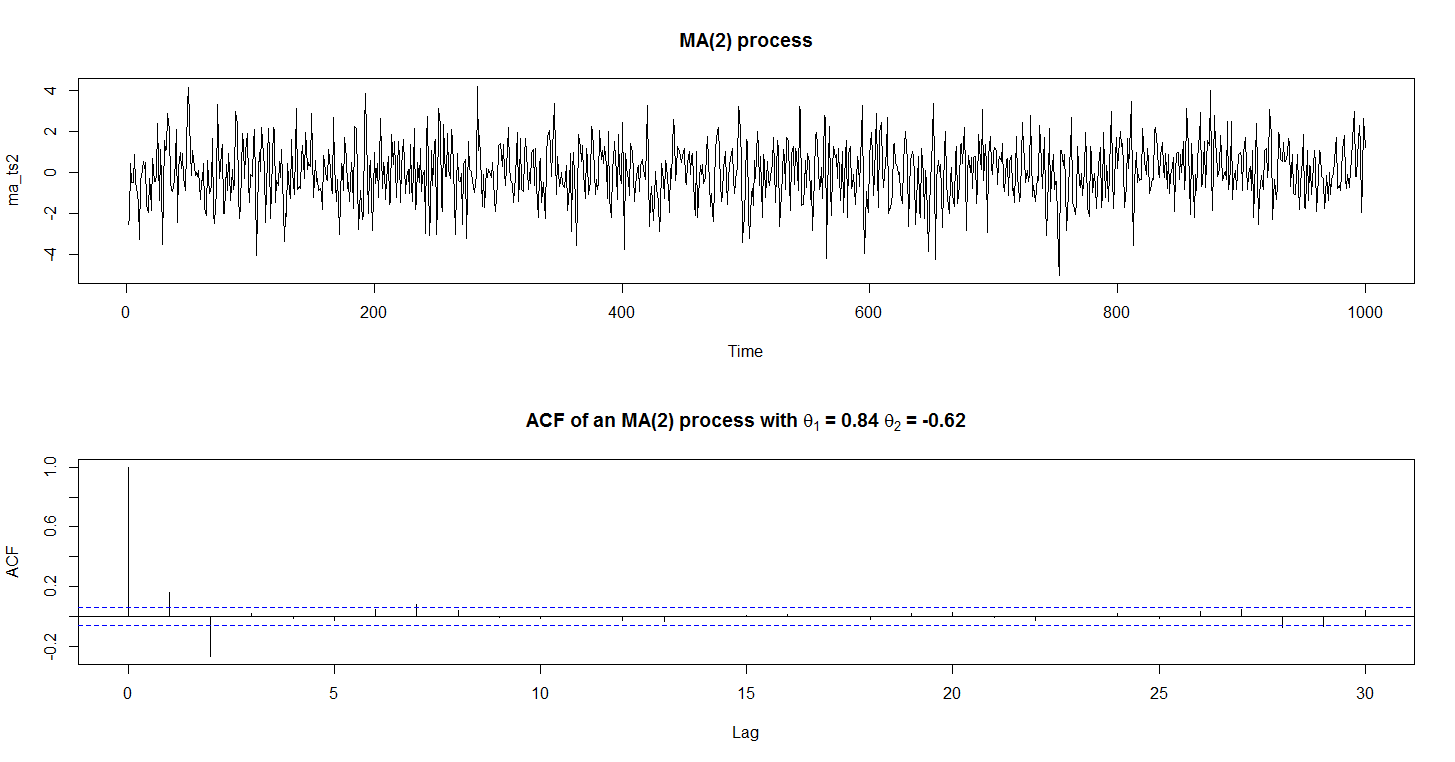 MA(2) process
ma_ts2
4
2
0
-2
-4
0 200 400 600 800 1000
Time
ACF of an MA(2) process with θ1 = 0.84 θ2 = -0.62
ACF
1.0
0.6
0.2
-0.2
0 5 10 15 20 25 30
Lag